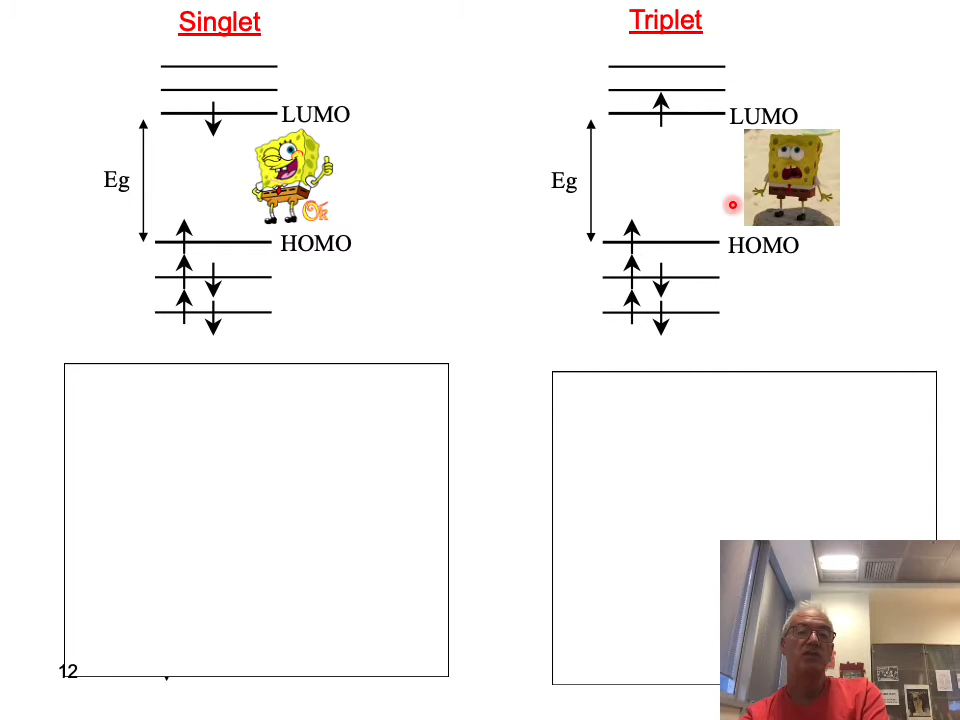 Singlet
LUMO
Eg
Ok
HOMO
Triplet
LUMO
Eg
HOMO
12